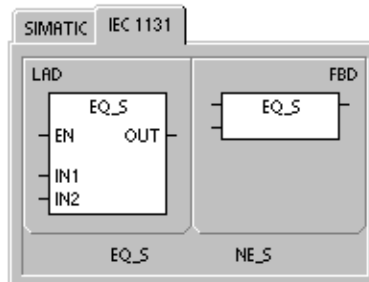 SIMATIC IEC 1131
LAD FBD
EQ_S EQ_S
EN OUT
IN1
IN2
EQ_S NE_S